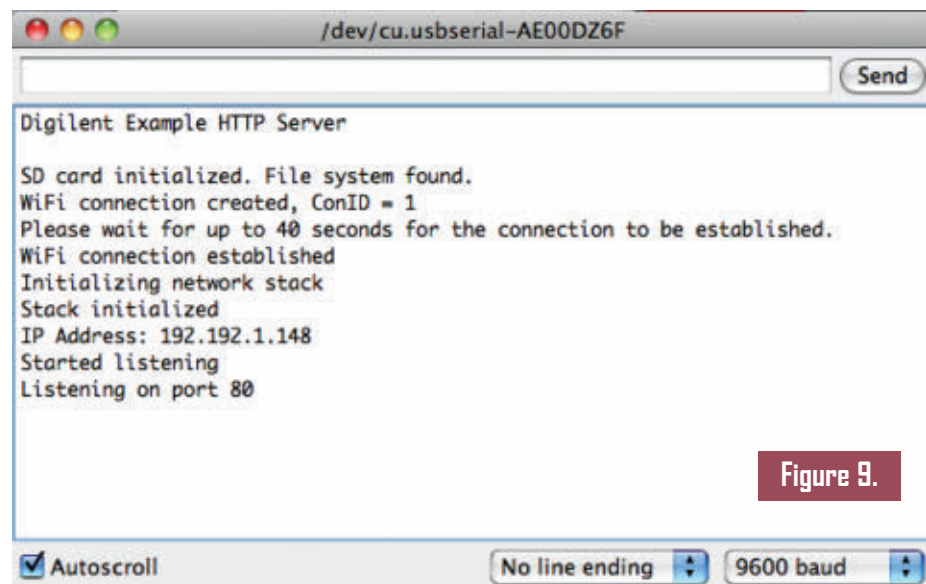 /dev/cu.usbserial-AE00DZ6F
Send
Digilent Example HTTP Server
SD card initialized. File system found.
WiFi connection created, ConID = 1
Please wait for up to 40 seconds for the connection to be established.
WiFi connection established
Initializing network stack
Stack initialized
IP Address: 192.192.1.148
Started listening
Listening on port 80
Figure 9.
Autoscroll
No line ending
9600 baud